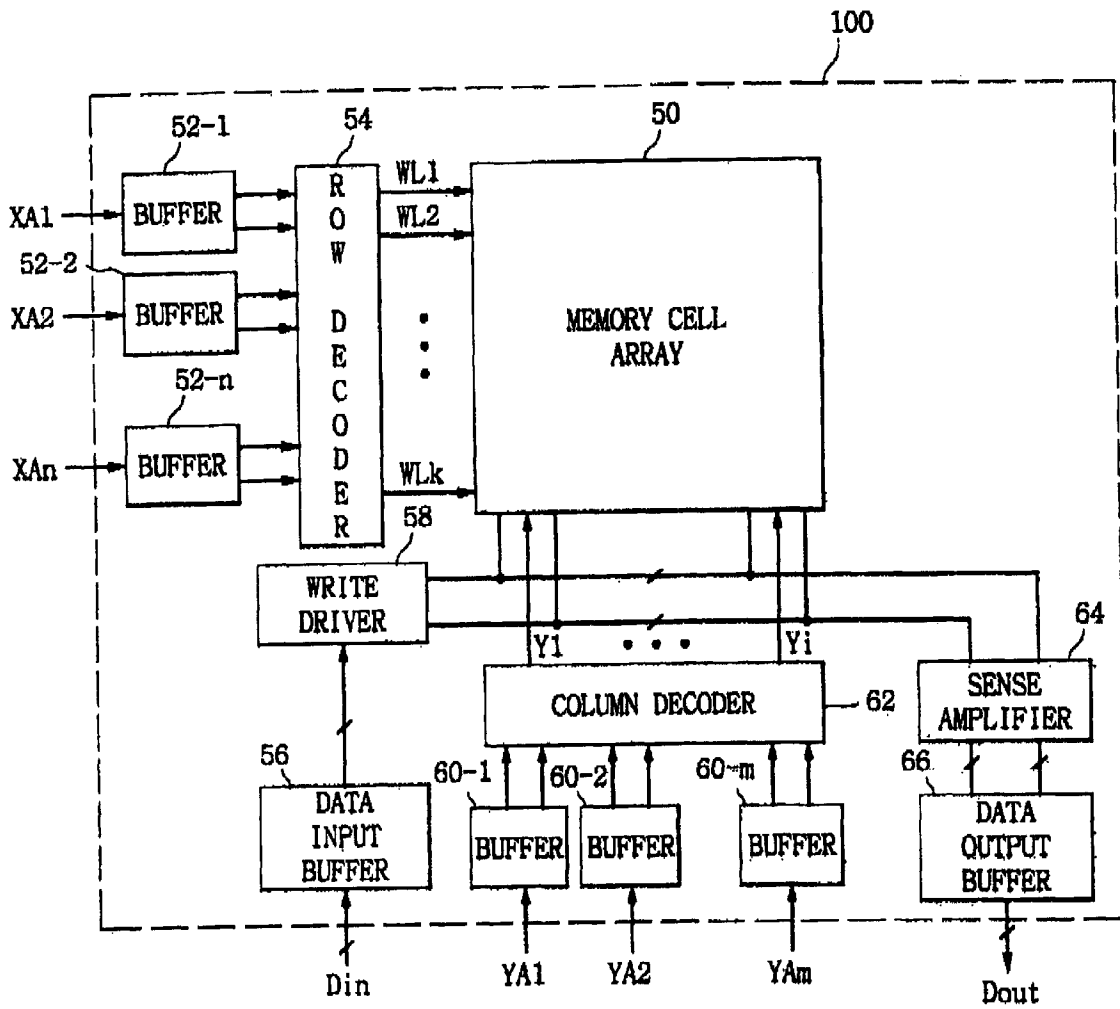 100
52-1
54
50
XA1
BUFFER
ROW DECODER
WL1
WL2
52-2
XA2
BUFFER
MEMORY CELL
ARRAY
52-n
XAn
BUFFER
WLk
58
WRITE
DRIVER
Y1
Yi
64
COLUMN DECODER
62
SENSE
AMPLIFIER
56
60-1
60-2
60-m
66
DATA
INPUT
BUFFER
BUFFER
BUFFER
BUFFER
DATA
OUTPUT
BUFFER
Din
YA1
YA2
YAm
Dout